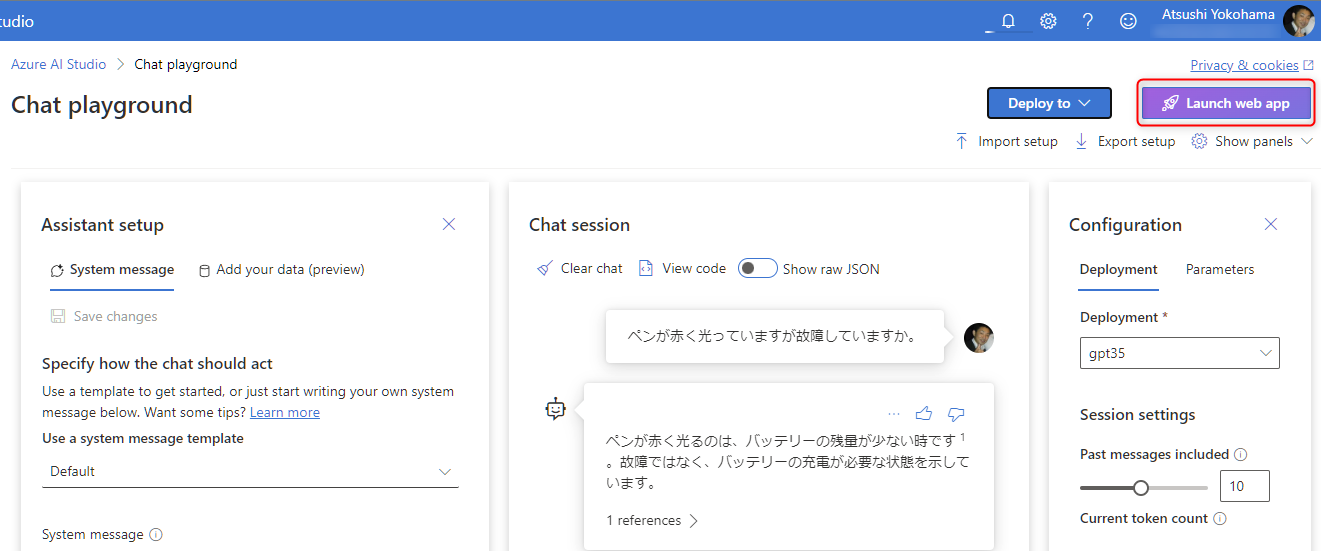 tudio
Atsushi Yokohama
Azure AI Studio > Chat playground
Privacy & cookies
Chat playground
Deploy to
Launch web app
Import setup
Export setup
Show panels
Assistant setup
System message
Add your data (preview)
Save changes
Specify how the chat should act
Use a template to get started, or just start writing your own system
message below. Want some tips? Learn more
Use a system message template
Default
System message
Chat session
Clear chat
View code
Show raw JSON
ペンが赤く光っていますが故障していますか。
ペンが赤く光るのは、バッテリーの残量が少ない時です 1
。故障ではなく、バッテリーの充電が必要な状態を示して
います。
1 references
Configuration
Deployment
Parameters
Deployment *
gpt35
Session settings
Past messages included
10
Current token count